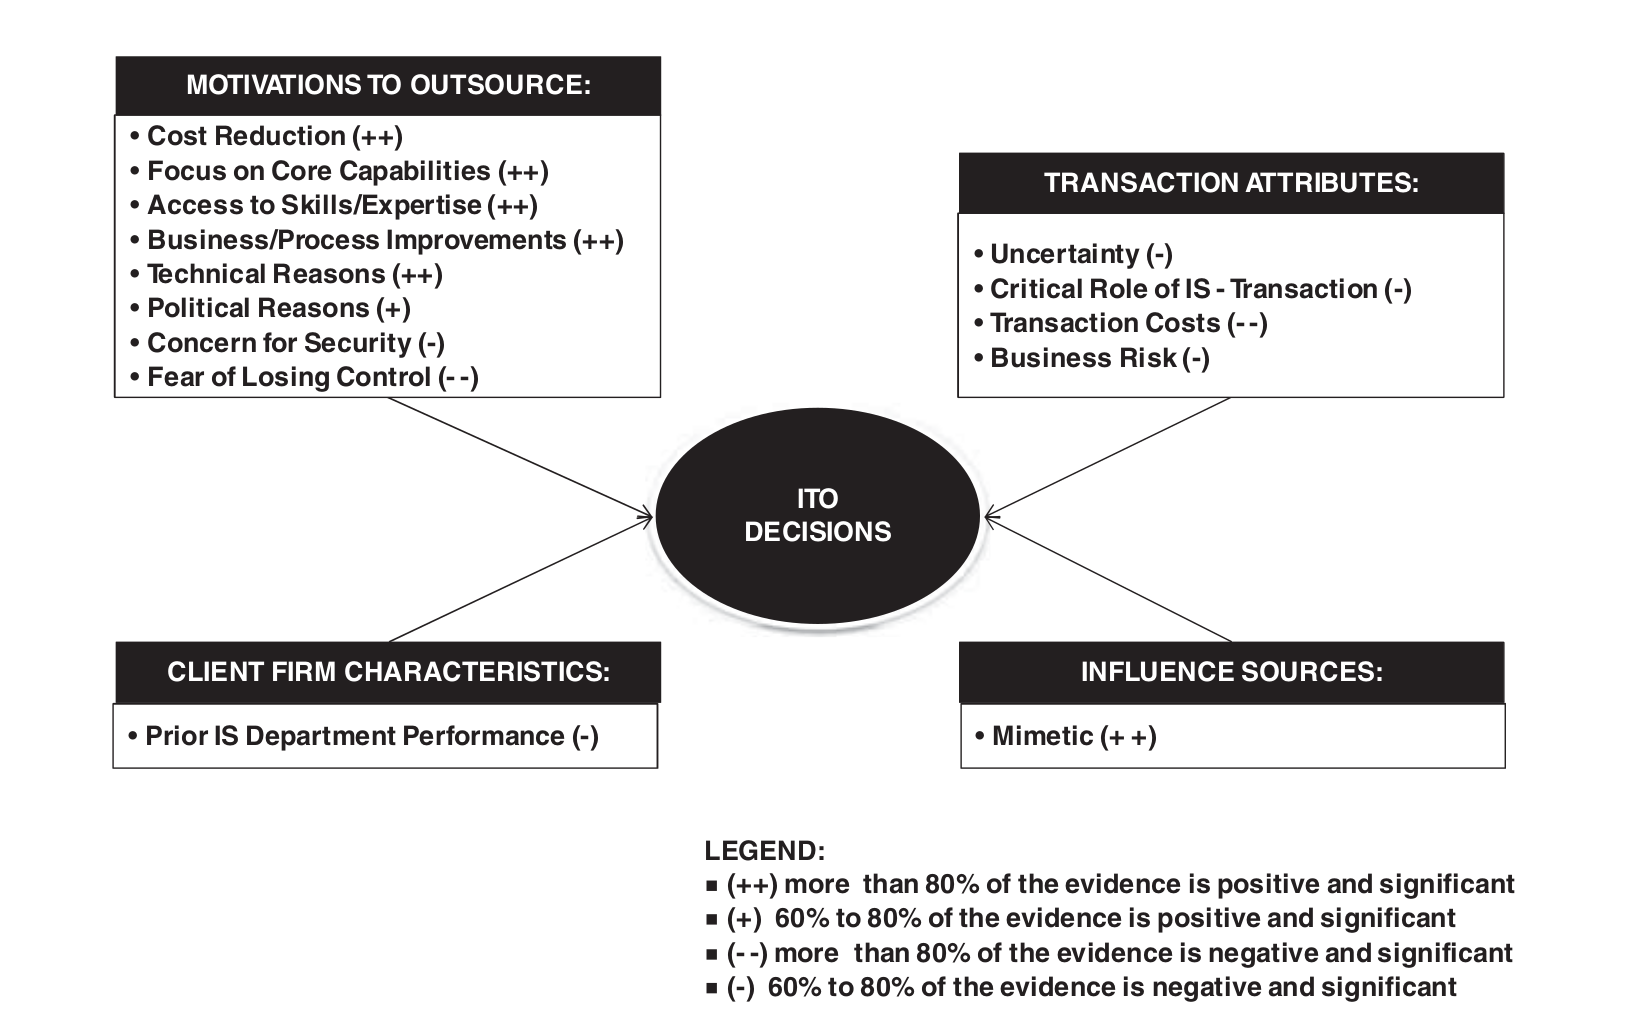 MOTIVATIONS TO OUTSOURCE:
• Cost Reduction (++)
• Focus on Core Capabilities (++)
• Access to Skills/Expertise (++)
• Business/Process Improvements (++)
• Technical Reasons (++)
• Political Reasons (+)
• Concern for Security (-)
• Fear of Losing Control (- -)
TRANSACTION ATTRIBUTES:
• Uncertainty (-)
• Critical Role of IS - Transaction (-)
• Transaction Costs (- -)
• Business Risk (-)
ITO
DECISIONS
CLIENT FIRM CHARACTERISTICS:
• Prior IS Department Performance (-)
INFLUENCE SOURCES:
• Mimetic (+ +)
LEGEND:
▪ (++) more than 80% of the evidence is positive and significant
▪ (+) 60% to 80% of the evidence is positive and significant
▪ (- -) more than 80% of the evidence is negative and significant
▪ (-) 60% to 80% of the evidence is negative and significant